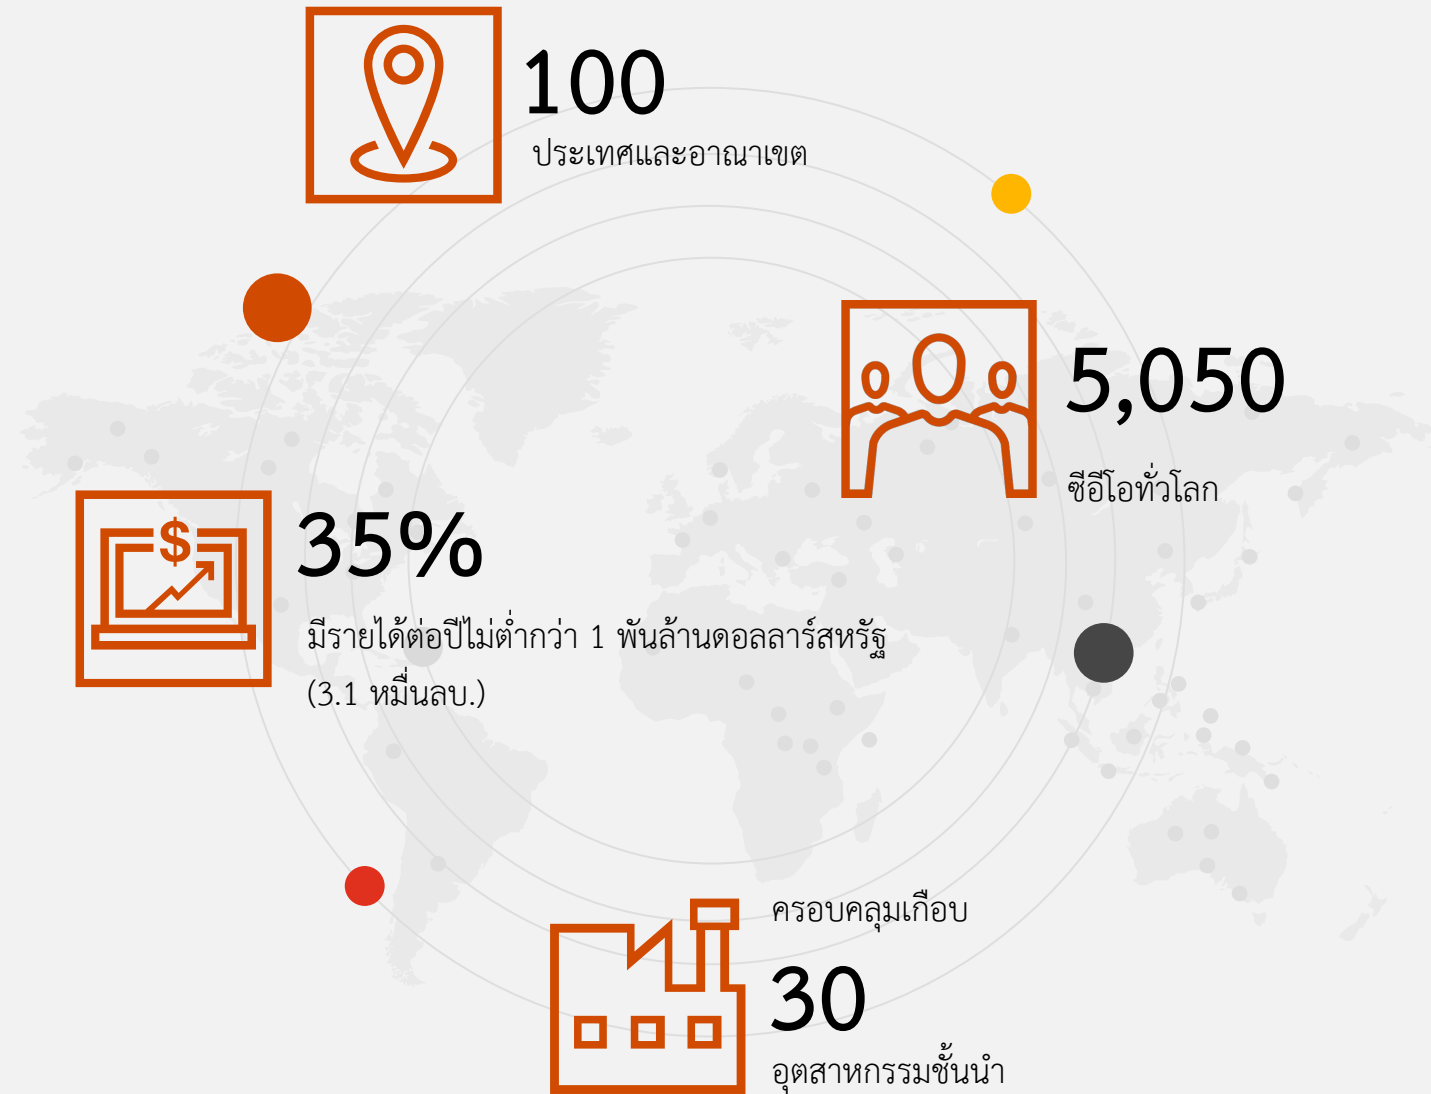 100
ประเทศและอาณาเขต
5,050
ซีอีโอทั่วโลก
$
35%
มีรายได้ต่อปีไม่ต่ำกว่า 1 พันล้านดอลลาร์สหรัฐ
(3.1 หมื่นลบ.)
ครอบคลุมเกือบ
30
อุตสาหกรรมชั้นนำ